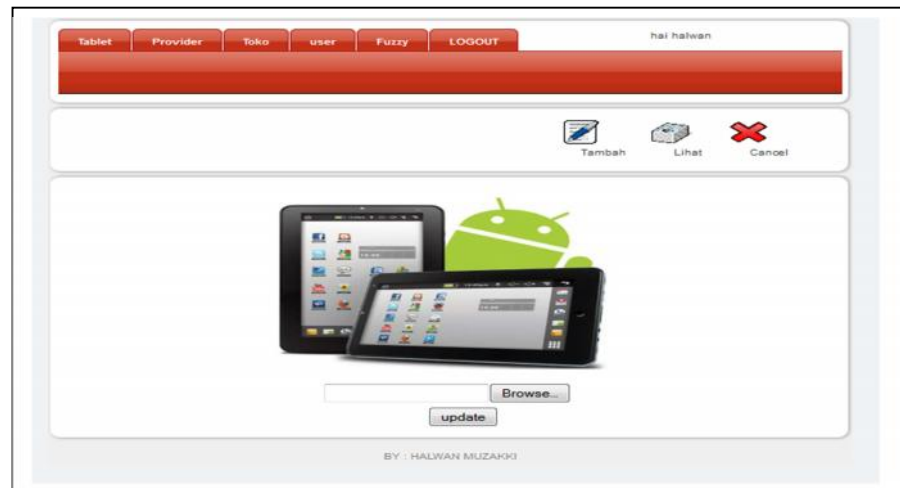 Tablet Provider Toko user Fuzzy LOGOUT hai halwan
Tambah Lihat Cancel
Browse...
update
BY : HALWAN MUZAKKI